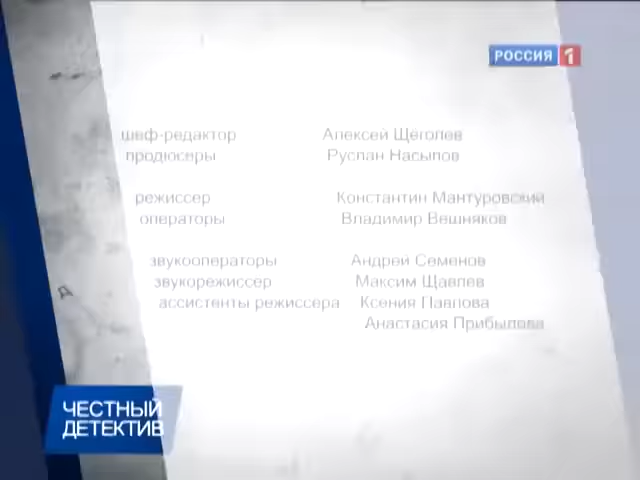 РОССИЯ 1
шеф-редактор Алексей Щеголев
продюсеры Руслан Насыпов
режиссер Константин Мантуровский
операторы Владимир Вешняков
звукооператоры Андрей Семенов
звукорежиссер Максим Щавлев
ассистенты режиссера Ксения Павлова
Анастасия Прибылова
ЧЕСТНЫЙ
ДЕТЕКТИВ